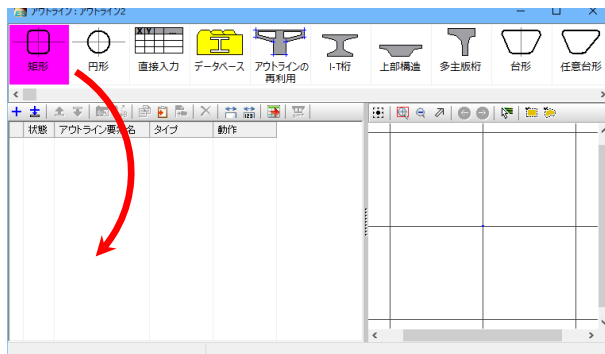 アウトライン : アウトライン2
矩形
円形
X Y ...
直接入力
データベース
アウトラインの
再利用
I-T桁
上部構造
多主版桁
台形
任意台形
状態
アウトライン要素名
タイプ
動作